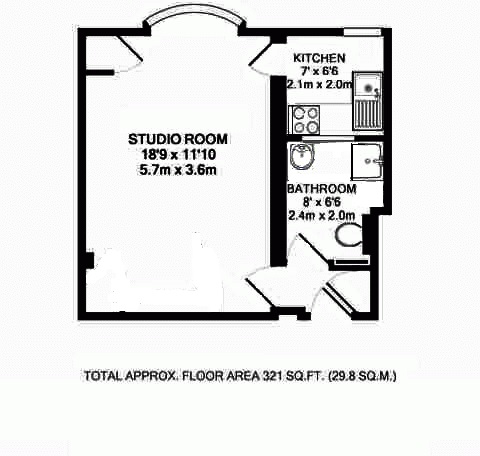 KITCHEN
7' x 6'6
2.1m x 2.0m
STUDIO ROOM
18'9 x 11'10
5.7m x 3.6m
BATHROOM
8' x 6'6
2.4m x 2.0m
TOTAL APPROX. FLOOR AREA 321 SQ.FT. (29.8 SQ.M.)